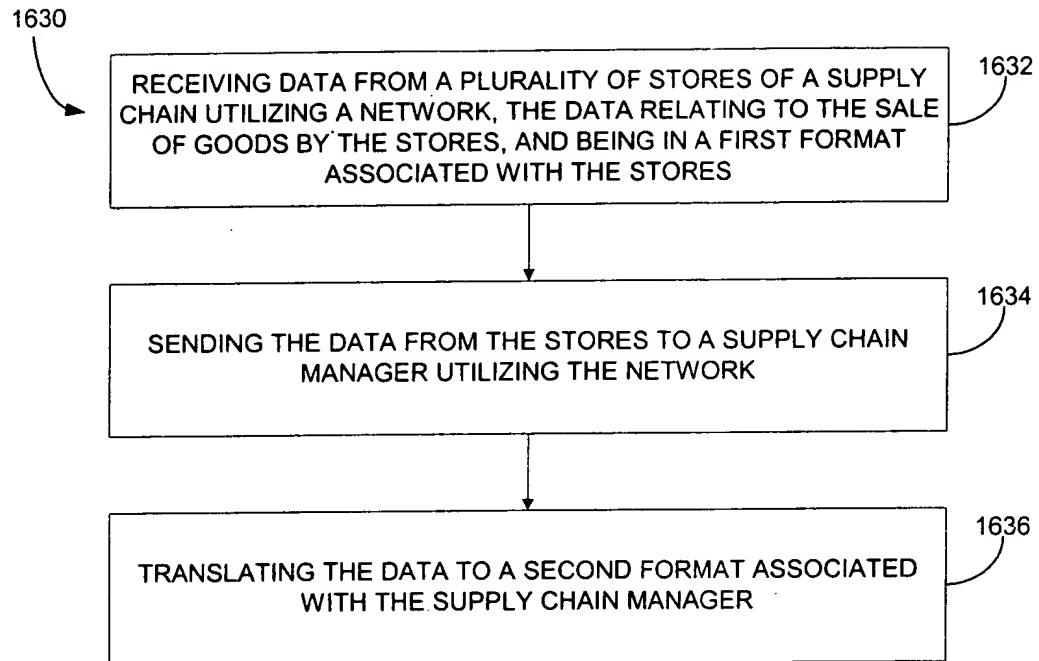 1630
RECEIVING DATA FROM A PLURALITY OF STORES OF A SUPPLY
CHAIN UTILIZING A NETWORK, THE DATA RELATING TO THE SALE
OF GOODS BY THE STORES, AND BEING IN A FIRST FORMAT
ASSOCIATED WITH THE STORES
1632
SENDING THE DATA FROM THE STORES TO A SUPPLY CHAIN
MANAGER UTILIZING THE NETWORK
1634
TRANSLATING THE DATA TO A SECOND FORMAT ASSOCIATED
WITH THE SUPPLY CHAIN MANAGER
1636